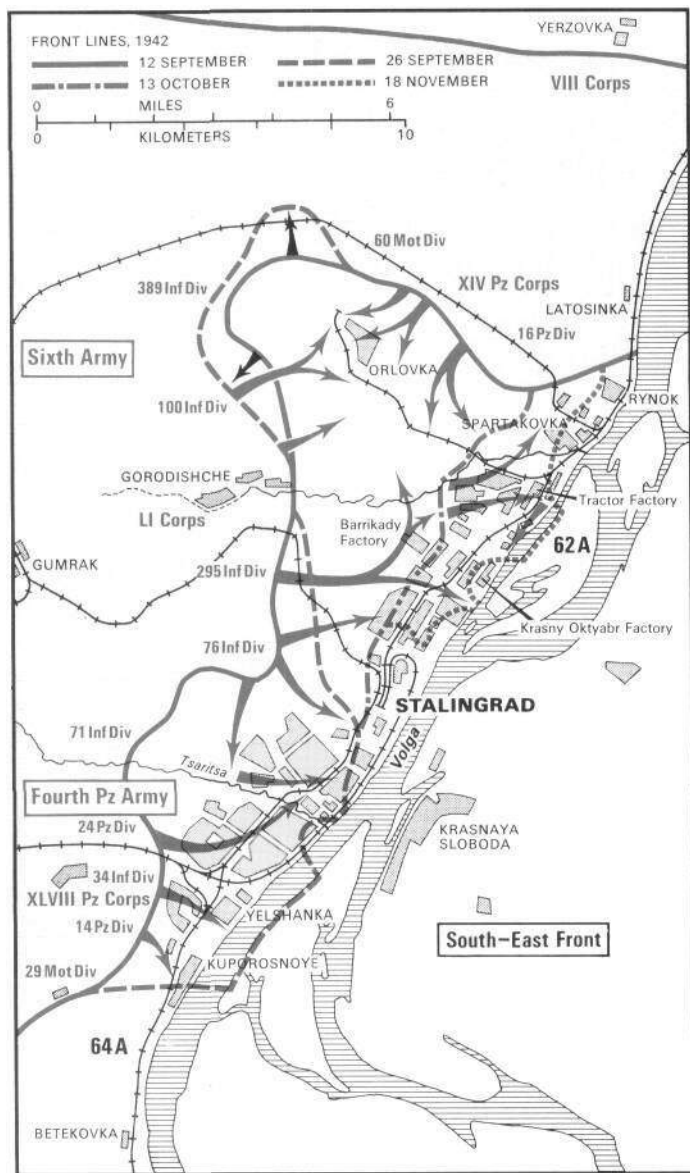 YERZOVKA
FRONT LINES, 1942
12 SEPTEMBER
26 SEPTEMBER
13 OCTOBER
18 NOVEMBER
VIII Corps
0 MILES 6
0 KILOMETERS 10
60 Mot Div
389 Inf Div
XIV Pz Corps
LATOSINKA
16 Pz Div
Sixth Army
ORLOVKA
100 Inf Div
RYNOK
SPARTAKOVKA
GORODISHCHE
Tractor Factory
LI Corps
Barrikady
Factory
62A
GUMRAK
295 Inf Div
Krasny Oktyabr Factory
76 Inf Div
STALINGRAD
71 Inf Div
Volga
Tsaritsa
Fourth Pz Army
24 Pz Div
KRASNAYA
SLOBODA
34 Inf Div
XLVIII Pz Corps
YELSHANKA
14 Pz Div
South-East Front
KUPOROSNOYE
29 Mot Div
64A
BETEKOVKA